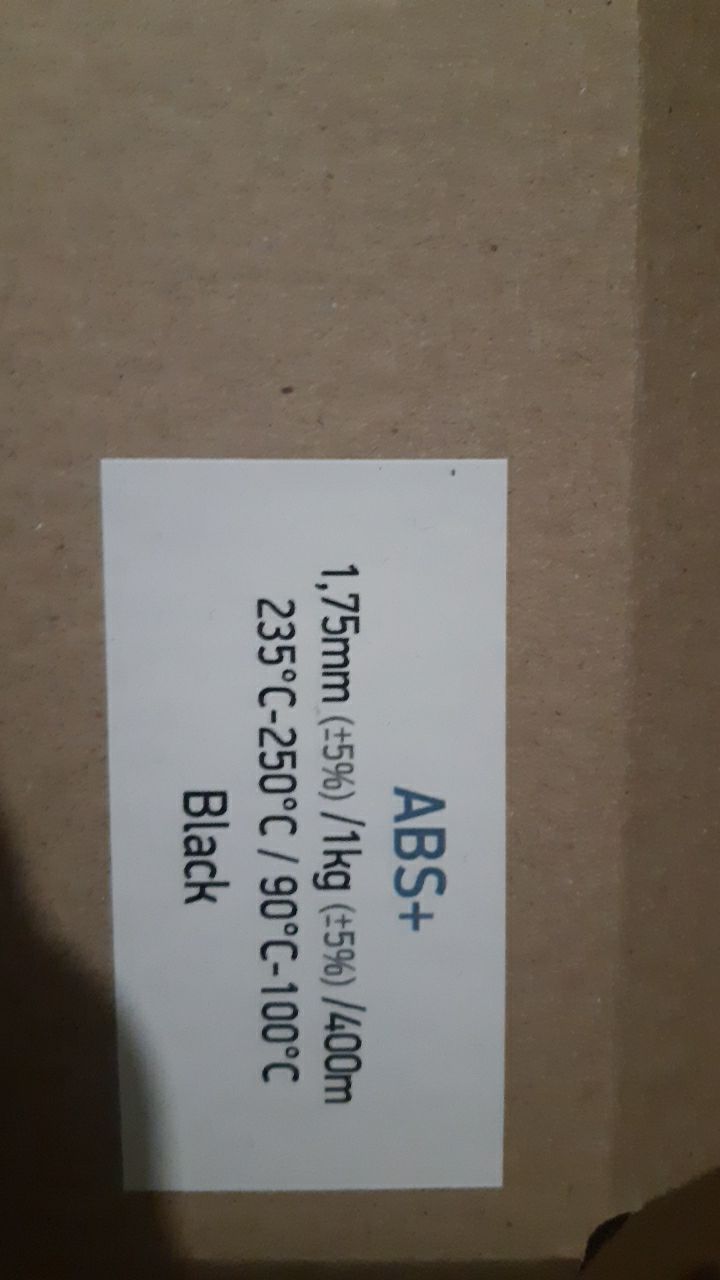 ABS+
1,75mm (±5%) /1kg (±5%) /400m
235°C-250°C / 90°C-100°C
Black